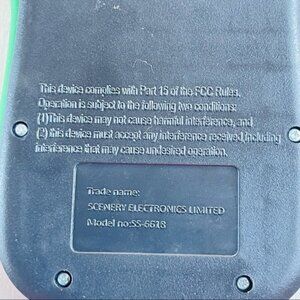 This device complies with Part 15 of the FCC Rules.
Operation is subject to the following two conditions:
(1)This device may not cause harmful interference, and
(2) this device must accept any interference received,including
interference that may cause undesired operation.
Trade name:
SCENERY ELECTRONICS LIMITED
Model no:SS-6618